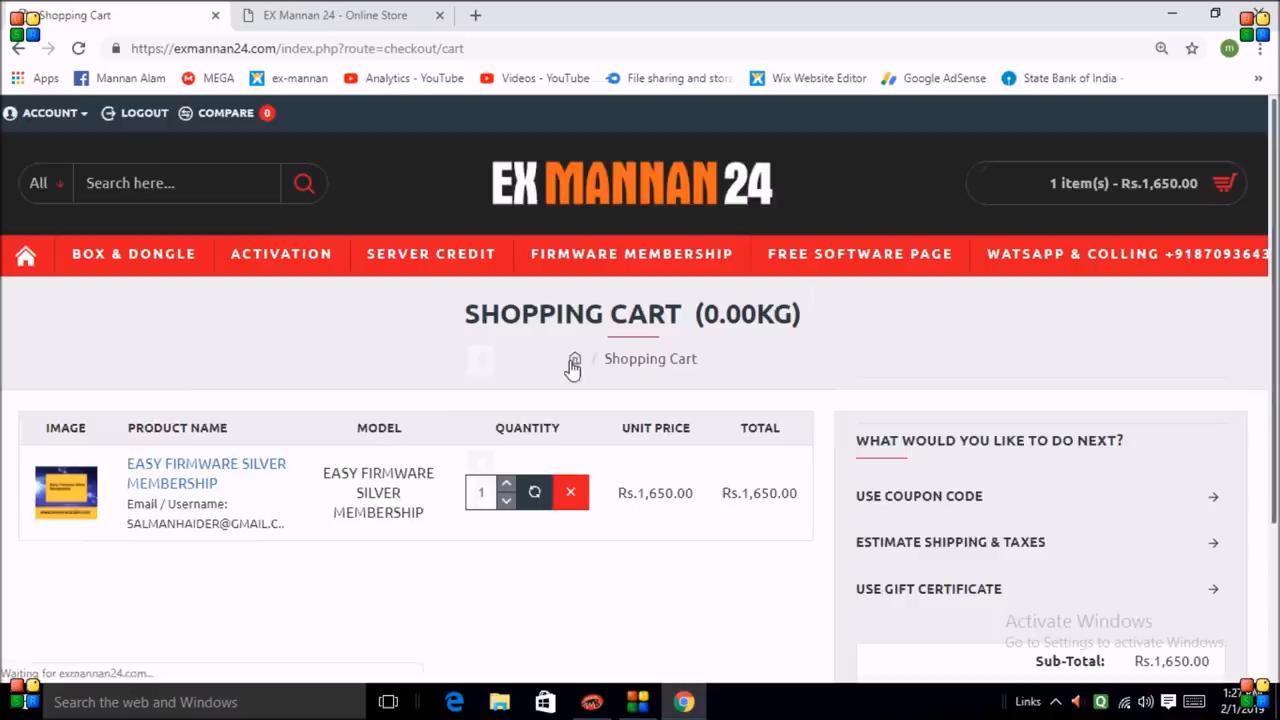 Shopping Cart
EX Mannan 24 - Online Store
https://exmannan24.com/index.php?route=checkout/cart
m
Apps
Mannan Alam
MEGA
ex-mannan
Analytics - YouTube
Videos - YouTube
File sharing and stor
Wix Website Editor
Google AdSense
State Bank of India -
ACCOUNT
LOGOUT
COMPARE 0
All
Search here...
EX MANNAN 24
1 item(s) - Rs.1,650.00
BOX & DONGLE
ACTIVATION
SERVER CREDIT
FIRMWARE MEMBERSHIP
FREE SOFTWARE PAGE
WATSAPP & COLLING +9187093643
SHOPPING CART (0.00KG)
/ Shopping Cart
IMAGE PRODUCT NAME MODEL QUANTITY UNIT PRICE TOTAL
EASY FIRMWARE SILVER
MEMBERSHIP
Email / Username:
SALMANHAIDER@GMAIL.C..
EASY FIRMWARE
SILVER
MEMBERSHIP
1
Rs.1,650.00
Rs.1,650.00
WHAT WOULD YOU LIKE TO DO NEXT?
USE COUPON CODE
ESTIMATE SHIPPING & TAXES
USE GIFT CERTIFICATE
Activate Windows
Go to Settings to activate Windows.
Sub-Total: Rs.1,650.00
Waiting for exmannan24.com...
Search the web and Windows
Links
1:27
2/1/2019